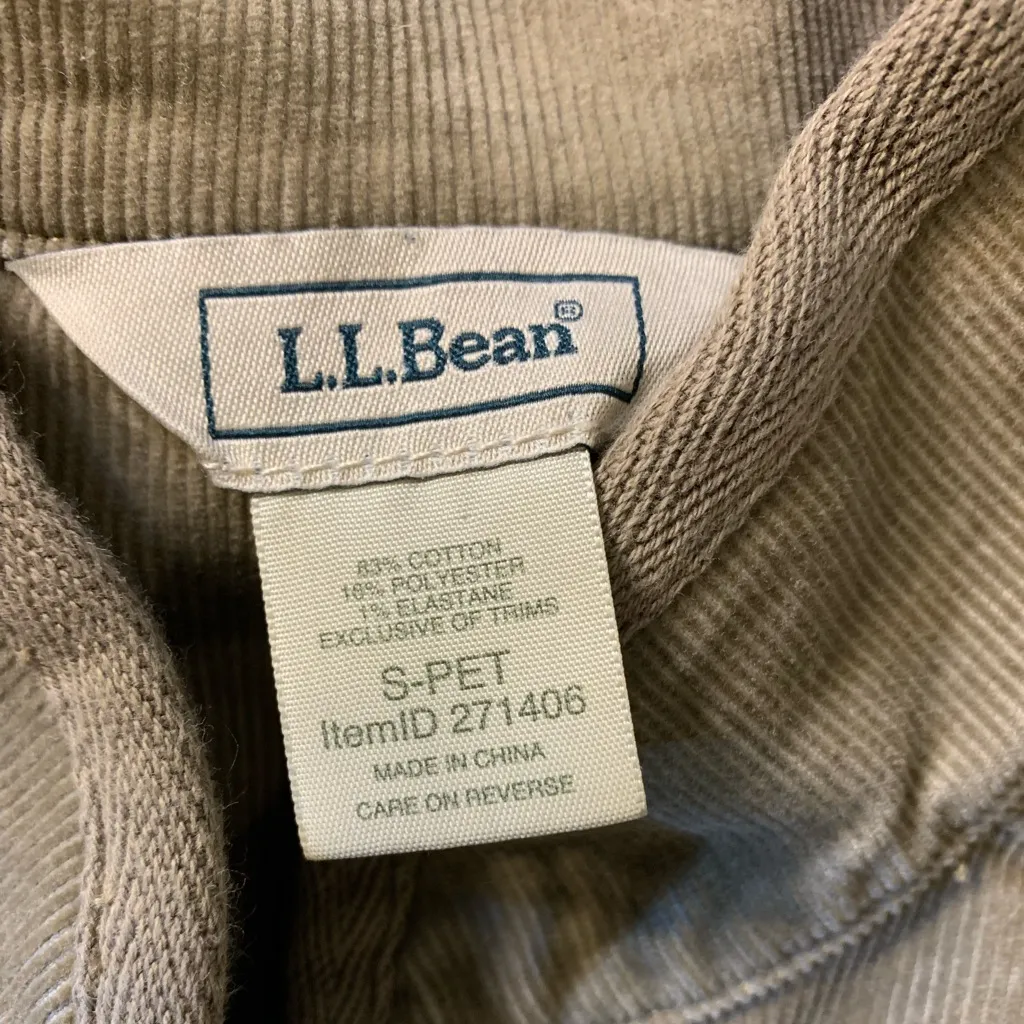 L.L.Bean®
83% COTTON
16% POLYESTER
1% ELASTANE
EXCLUSIVE OF TRIMS
S-PET
ItemID 271406
MADE IN CHINA
CARE ON REVERSE